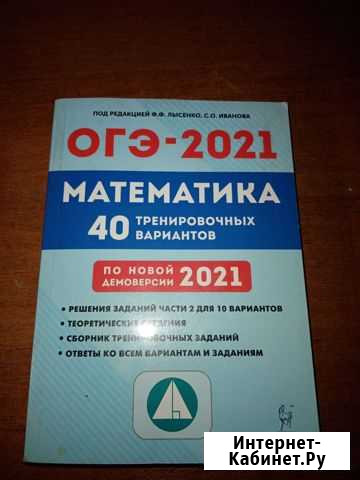 ПОД РЕДАКЦИЕЙ Ф.Ф. ЛЫСЕНКО, С.О. ИВАНОВА
ОГЭ-2021
МАТЕМАТИКА
40 ТРЕНИРОВОЧНЫХ
ВАРИАНТОВ
ПО НОВОЙ
ДЕМОВЕРСИИ 2021
• РЕШЕНИЯ ЗАДАНИЙ ЧАСТИ 2 ДЛЯ 10 ВАРИАНТОВ
• ТЕОРЕТИЧЕСКИЕ СВЕДЕНИЯ
• СБОРНИК ТРЕНИРОВОЧНЫХ ЗАДАНИЙ
• ОТВЕТЫ КО ВСЕМ ВАРИАНТАМ И ЗАДАНИЯМ
Интернет-
Кабинет.Ру